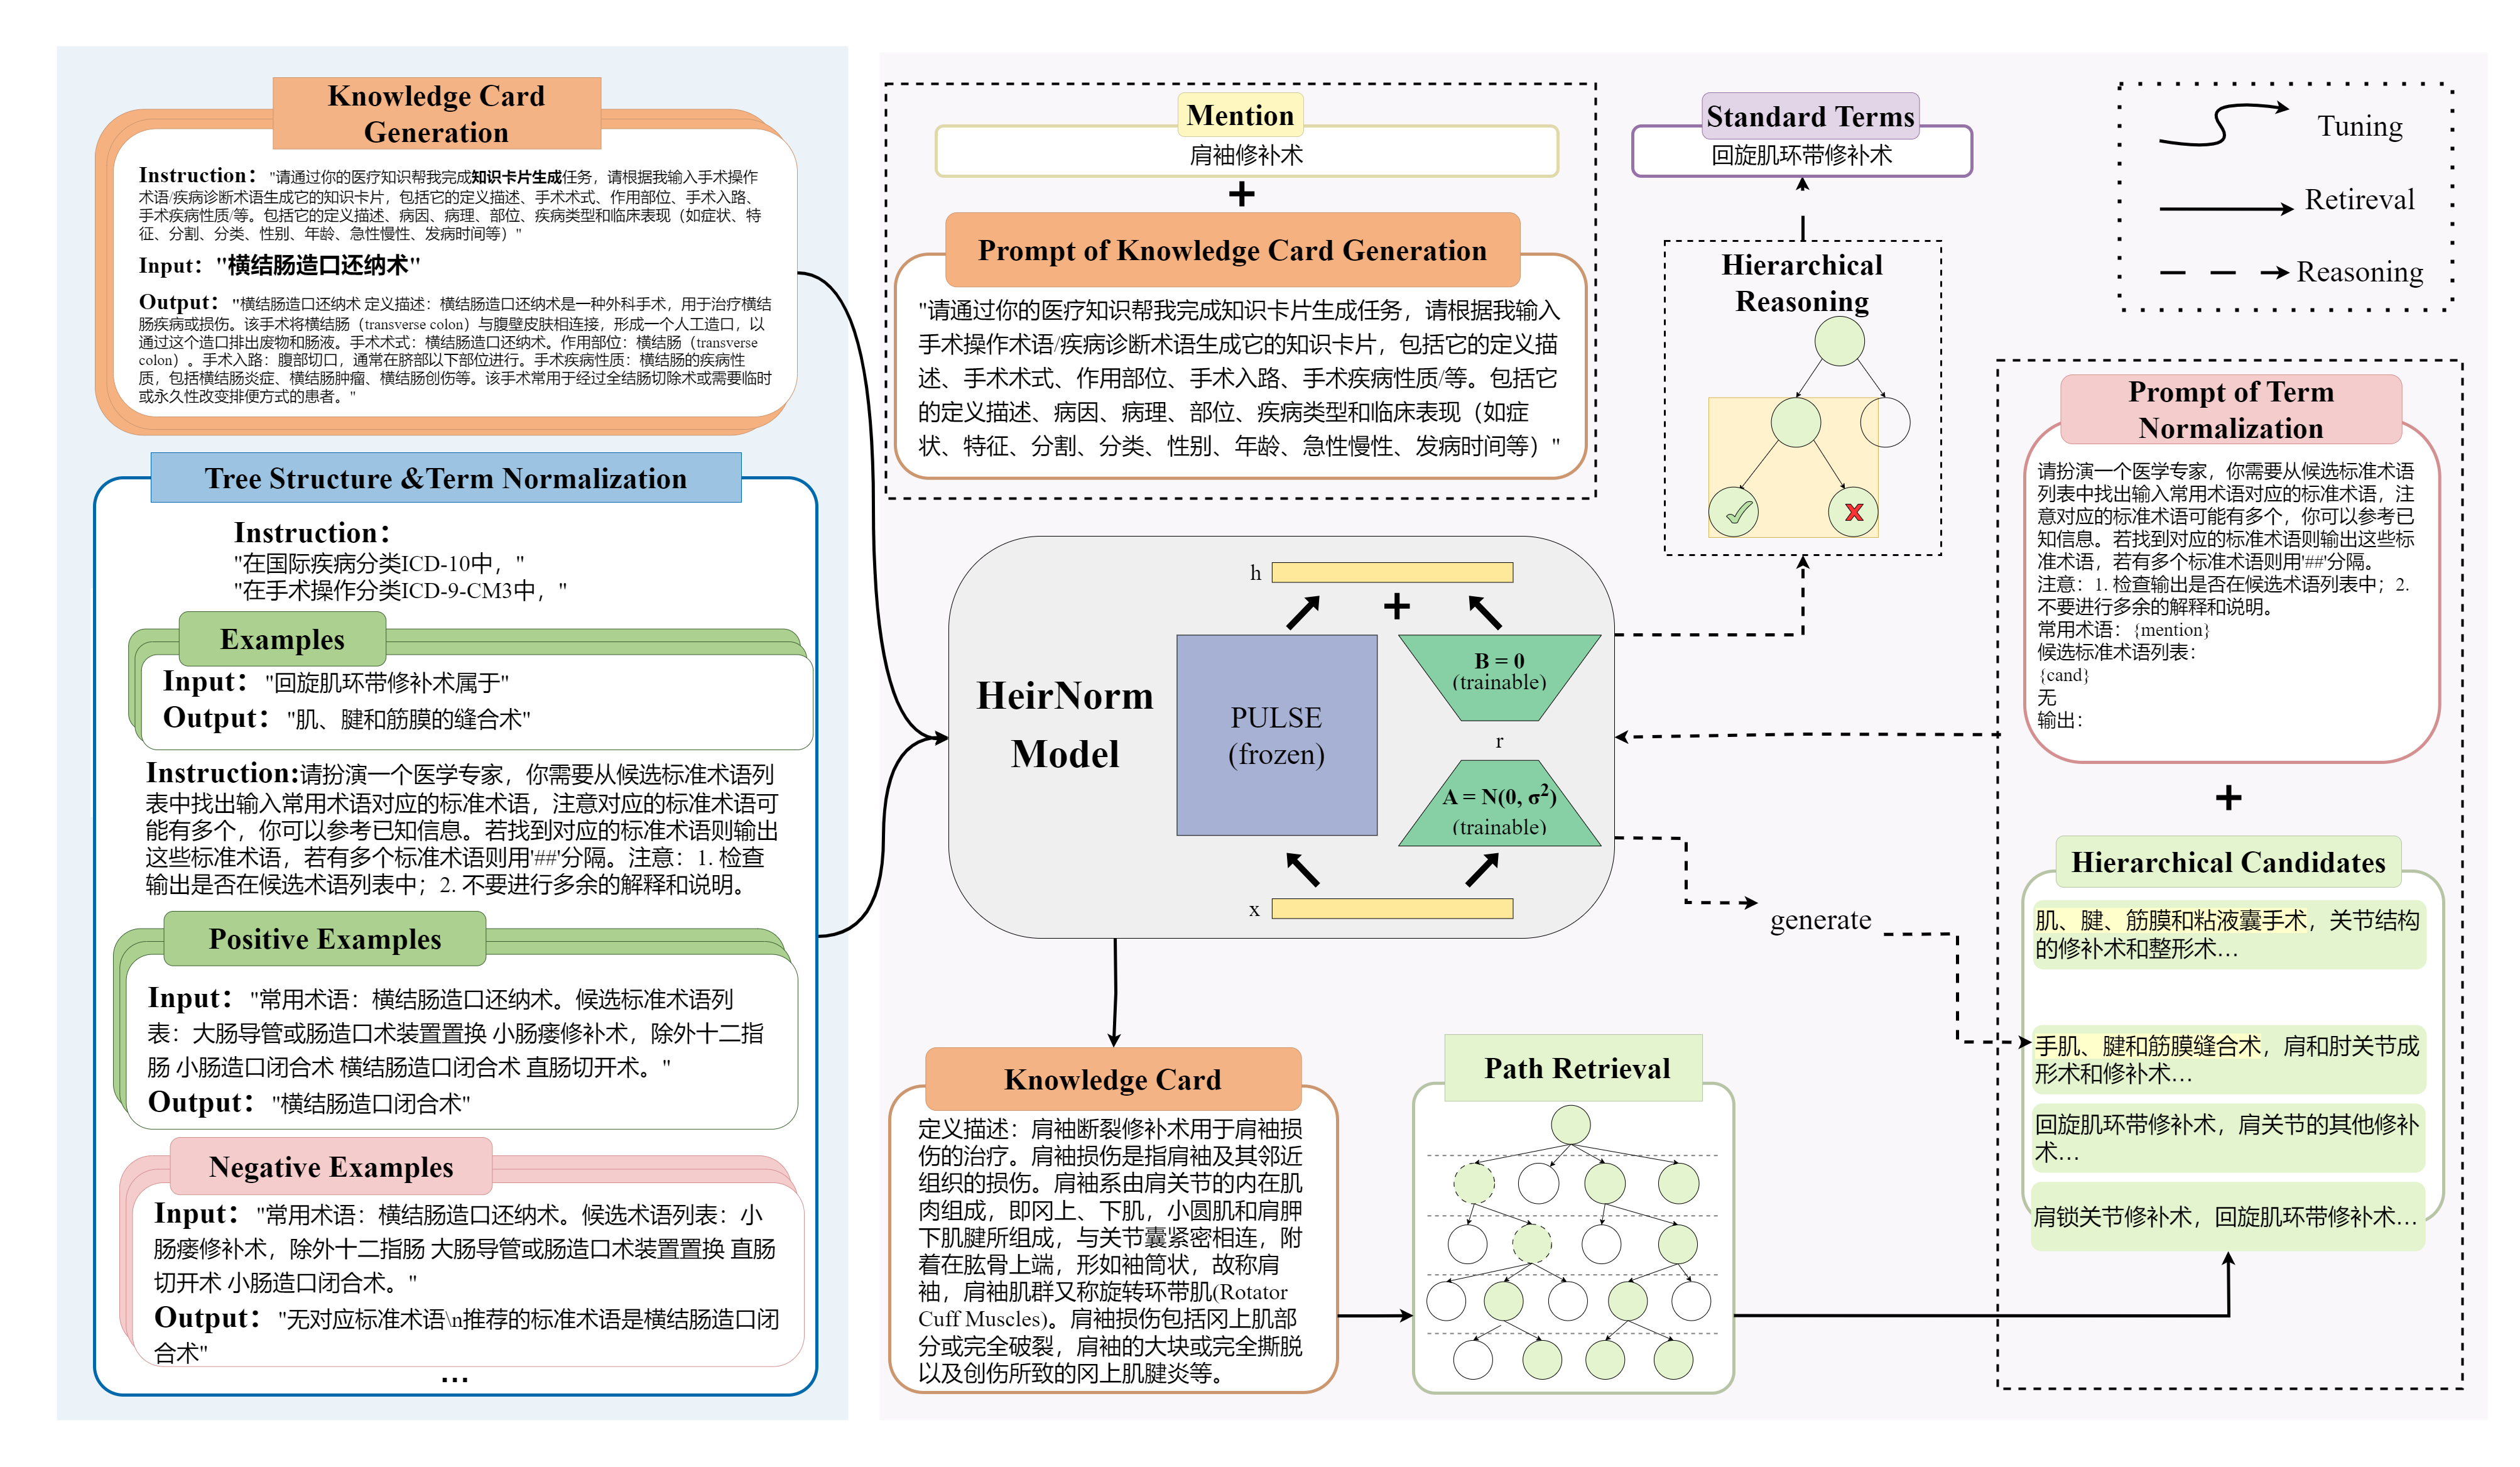 Knowledge Card
Generation
Instruction： "请通过你的医疗知识帮我完成知识卡片生成任务，请根据我输入手术操作
术语/疾病诊断术语生成它的知识卡片，包括它的定义描述、手术术式、作用部位、手术入路、
手术疾病性质/等。包括它的定义描述、病因、病理、部位、疾病类型和临床表现（如症状、特
征、分割、分类、性别、年龄、急性慢性、发病时间等）"
Input："横结肠造口还纳术"
Output："横结肠造口还纳术 定义描述：横结肠造口还纳术是一种外科手术，用于治疗横结
肠疾病或损伤。该手术将横结肠（transverse colon）与腹壁皮肤相连接，形成一个人工造口，以
通过这个造口排出废物和肠液。手术术式：横结肠造口还纳术。作用部位：横结肠（transverse
colon）。手术入路：腹部切口，通常在脐部以下部位进行。手术疾病性质：横结肠的疾病性
质，包括横结肠炎症、横结肠肿瘤、横结肠创伤等。该手术常用于经过全结肠切除术或需要临时
或永久性改变排便方式的患者。"
Tree Structure &Term Normalization
Instruction：
"在国际疾病分类ICD-10中，"
"在手术操作分类ICD-9-CM3中，"
Examples
Input："回旋肌环带修补术属于"
Output："肌、腱和筋膜的缝合术"
Instruction:请扮演一个医学专家，你需要从候选标准术语列
表中找出输入常用术语对应的标准术语，注意对应的标准术语可
能有多个，你可以参考已知信息。若找到对应的标准术语则输出
这些标准术语，若有多个标准术语则用'##'分隔。注意：1. 检查
输出是否在候选术语列表中；2. 不要进行多余的解释和说明。
Positive Examples
Input："常用术语：横结肠造口还纳术。候选标准术语列
表：大肠导管或肠造口术装置置换 小肠瘘修补术，除外十二指
肠 小肠造口闭合术 横结肠造口闭合术 直肠切开术。"
Output："横结肠造口闭合术"
Negative Examples
Input："常用术语：横结肠造口还纳术。候选术语列表：小
肠瘘修补术，除外十二指肠 大肠导管或肠造口术装置置换 直肠
切开术 小肠造口闭合术。"
Output："无对应标准术语\n推荐的标准术语是横结肠造口闭
合术"
...
Mention
肩袖修补术
+
Prompt of Knowledge Card Generation
"请通过你的医疗知识帮我完成知识卡片生成任务，请根据我输入
手术操作术语/疾病诊断术语生成它的知识卡片，包括它的定义描
述、手术术式、作用部位、手术入路、手术疾病性质/等。包括它
的定义描述、病因、病理、部位、疾病类型和临床表现（如症
状、特征、分割、分类、性别、年龄、急性慢性、发病时间等）"
Standard Terms
回旋肌环带修补术
Hierarchical
Reasoning
Tuning
Retireval
Reasoning
HeirNorm
Model
h
+
PULSE
(frozen)
B = 0
(trainable)
r
A = N(0, σ²)
(trainable)
x
generate
Knowledge Card
定义描述：肩袖断裂修补术用于肩袖损
伤的治疗。肩袖损伤是指肩袖及其邻近
组织的损伤。肩袖系由肩关节的内在肌
肉组成，即冈上、下肌，小圆肌和肩胛
下肌腱所组成，与关节囊紧密相连，附
着在肱骨上端，形如袖筒状，故称肩
袖，肩袖肌群又称旋转环带肌(Rotator
Cuff Muscles)。肩袖损伤包括冈上肌部
分或完全破裂，肩袖的大块或完全撕脱
以及创伤所致的冈上肌腱炎等。
Path Retrieval
Prompt of Term
Normalization
请扮演一个医学专家，你需要从候选标准术语
列表中找出输入常用术语对应的标准术语，注
意对应的标准术语可能有多个，你可以参考已
知信息。若找到对应的标准术语则输出这些标
准术语，若有多个标准术语则用'##'分隔。
注意：1. 检查输出是否在候选术语列表中；2.
不要进行多余的解释和说明。
常用术语：{mention}
候选标准术语列表：
{cand}
无
输出：
+
Hierarchical Candidates
肌、腱、筋膜和粘液囊手术，关节结构
的修补术和整形术…
手肌、腱和筋膜缝合术，肩和肘关节成
形术和修补术…
回旋肌环带修补术，肩关节的其他修补
术…
肩锁关节修补术，回旋肌环带修补术…